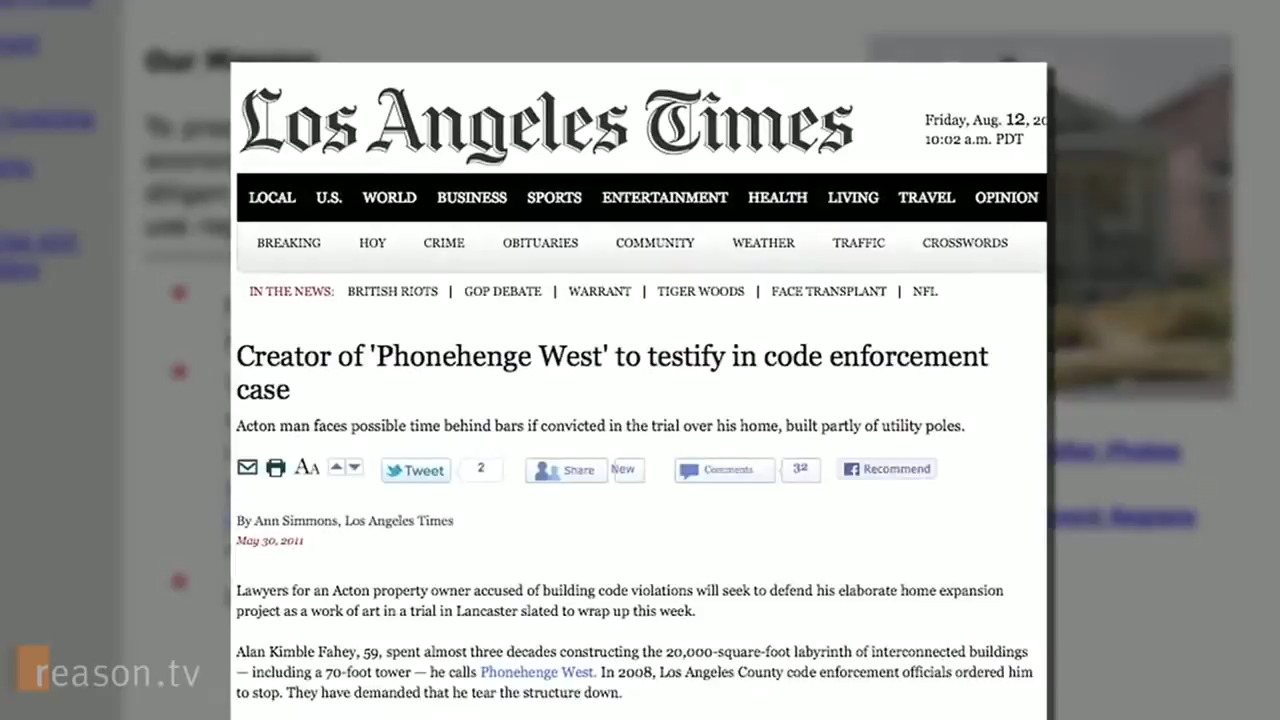 Los Angeles Times
Friday, Aug. 12, 20
10:02 a.m. PDT
LOCAL U.S. WORLD BUSINESS SPORTS ENTERTAINMENT HEALTH LIVING TRAVEL OPINION
BREAKING HOY CRIME OBITUARIES COMMUNITY WEATHER TRAFFIC CROSSWORDS
IN THE NEWS: BRITISH RIOTS | GOP DEBATE | WARRANT | TIGER WOODS | FACE TRANSPLANT | NFL
Creator of 'Phonehenge West' to testify in code enforcement
case
Acton man faces possible time behind bars if convicted in the trial over his home, built partly of utility poles.
AA Tweet 2 Share New Comments 32 Recommend
By Ann Simmons, Los Angeles Times
May 30, 2011
Lawyers for an Acton property owner accused of building code violations will seek to defend his elaborate home expansion
project as a work of art in a trial in Lancaster slated to wrap up this week.
Alan Kimble Fahey, 59, spent almost three decades constructing the 20,000-square-foot labyrinth of interconnected buildings
— including a 70-foot tower — he calls Phonehenge West. In 2008, Los Angeles County code enforcement officials ordered him
to stop. They have demanded that he tear the structure down.
reason.tv